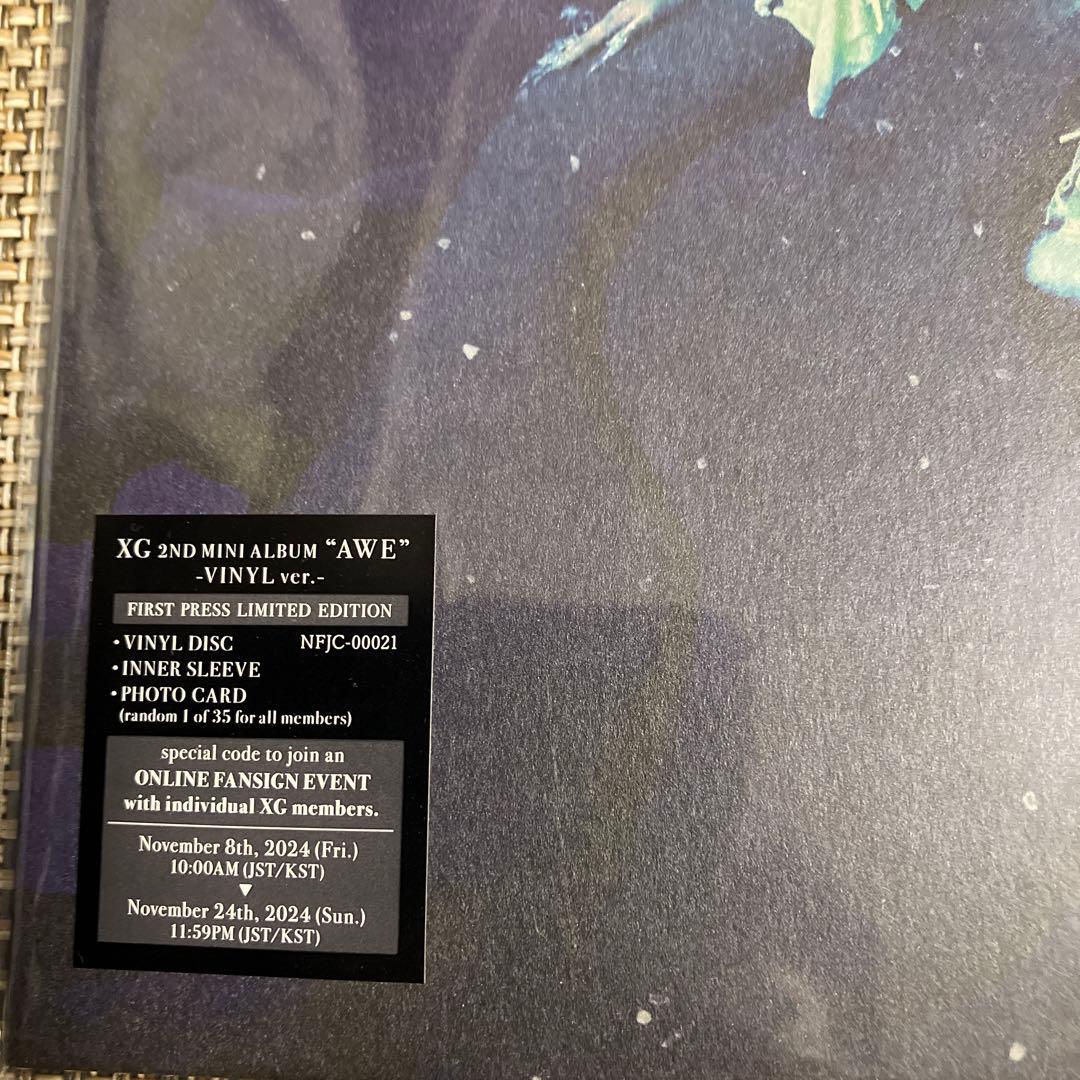 XG 2ND MINI ALBUM “AWE”
-VINYL ver.-
FIRST PRESS LIMITED EDITION
•VINYL DISC NFJC-00021
•INNER SLEEVE
•PHOTO CARD
(random 1 of 35 for all members)
special code to join an
ONLINE FANSIGN EVENT
with individual XG members.
November 8th, 2024 (Fri.)
10:00AM (JST/KST)
▼
November 24th, 2024 (Sun.)
11:59PM (JST/KST)